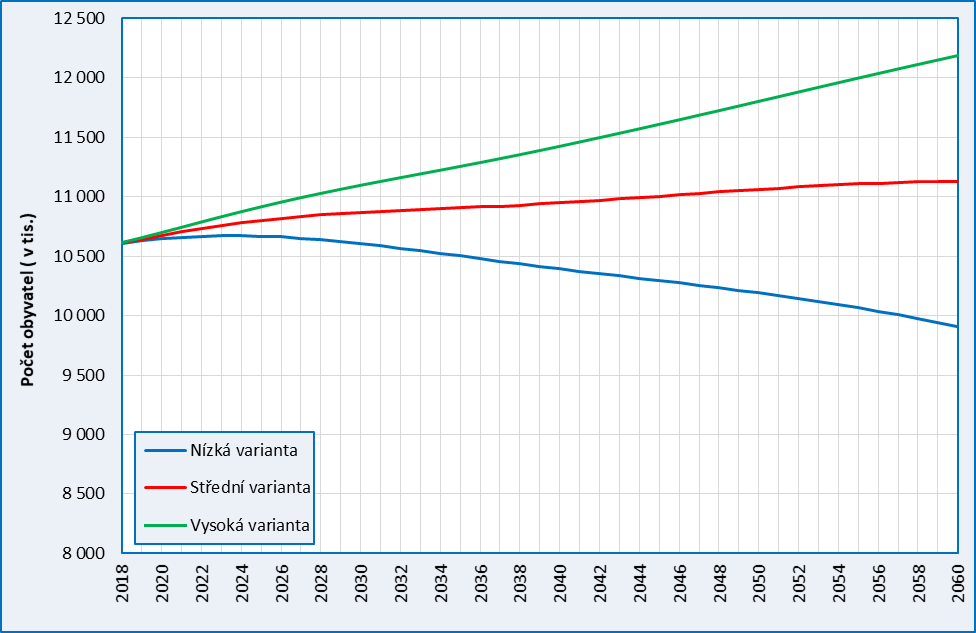 12 500
12 000
11 500
11 000
10 500
10 000
9 500
9 000
8 500
8 000
Počet obyvatel ( v tis.)
Nízká varianta
Střední varianta
Vysoká varianta
2018 2020 2022 2024 2026 2028 2030 2032 2034 2036 2038 2040 2042 2044 2046 2048 2050 2052 2054 2056 2058 2060